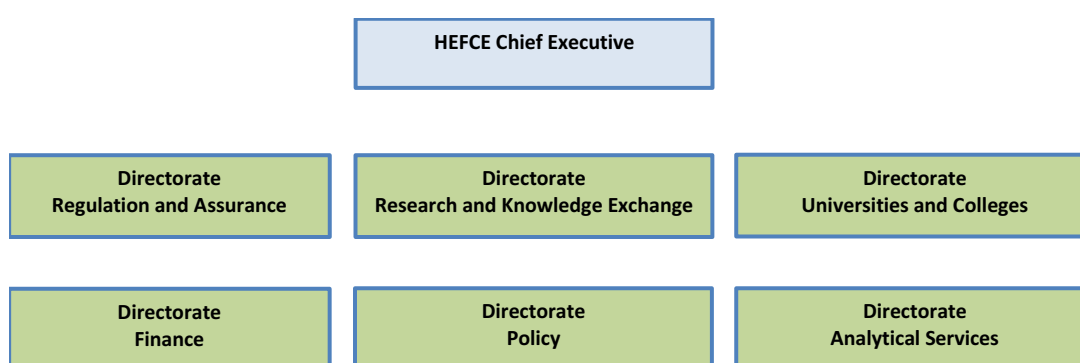 HEFCE Chief Executive
Directorate
Regulation and Assurance
Directorate
Research and Knowledge Exchange
Directorate
Universities and Colleges
Directorate
Finance
Directorate
Policy
Directorate
Analytical Services